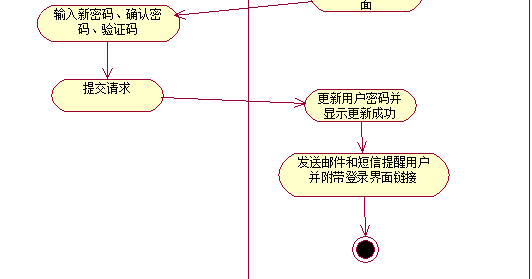 面
输入新密码、确认密
码、验证码
提交请求
更新用户密码并
显示更新成功
发送邮件和短信提醒用户
并附带登录界面链接